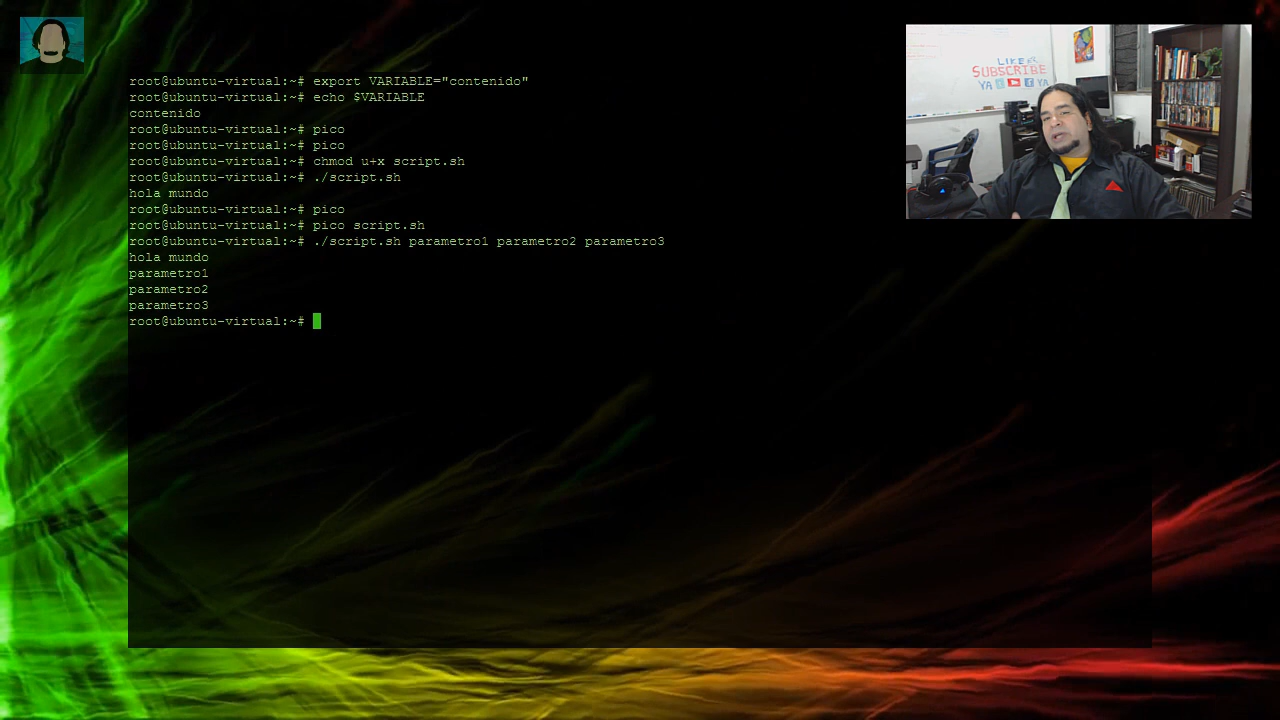 root@ubuntu-virtual:~# export VARIABLE="contenido"
root@ubuntu-virtual:~# echo $VARIABLE
contenido
root@ubuntu-virtual:~# pico
root@ubuntu-virtual:~# pico
root@ubuntu-virtual:~# chmod u+x script.sh
root@ubuntu-virtual:~# ./script.sh
hola mundo
root@ubuntu-virtual:~# pico
root@ubuntu-virtual:~# pico script.sh
root@ubuntu-virtual:~# ./script.sh parametro1 parametro2 parametro3
hola mundo
parametro1
parametro2
parametro3
root@ubuntu-virtual:~#
LIKE
SUBSCRIBE
YA YA